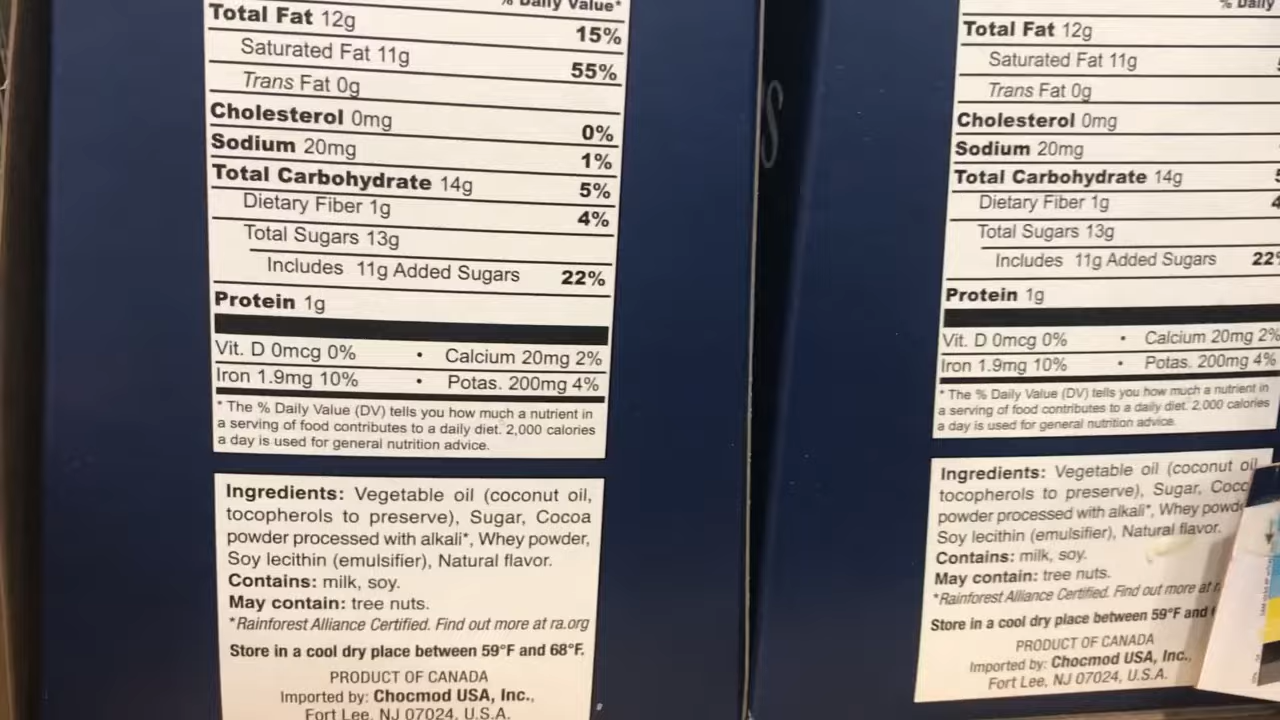 % Daily Value*
Total Fat 12g 15%
Saturated Fat 11g 55%
Trans Fat 0g
Cholesterol 0mg 0%
Sodium 20mg 1%
Total Carbohydrate 14g 5%
Dietary Fiber 1g 4%
Total Sugars 13g
Includes 11g Added Sugars 22%
Protein 1g
Vit. D 0mcg 0% • Calcium 20mg 2%
Iron 1.9mg 10% • Potas. 200mg 4%
* The % Daily Value (DV) tells you how much a nutrient in
a serving of food contributes to a daily diet. 2,000 calories
a day is used for general nutrition advice.
Ingredients: Vegetable oil (coconut oil,
tocopherols to preserve), Sugar, Cocoa
powder processed with alkali*, Whey powder,
Soy lecithin (emulsifier), Natural flavor.
Contains: milk, soy.
May contain: tree nuts.
*Rainforest Alliance Certified. Find out more at ra.org
Store in a cool dry place between 59°F and 68°F.
PRODUCT OF CANADA
Imported by: Chocmod USA, Inc.,
Fort Lee, NJ 07024, U.S.A.
% Daily
Total Fat 12g
Saturated Fat 11g
Trans Fat 0g
Cholesterol 0mg
Sodium 20mg
Total Carbohydrate 14g
Dietary Fiber 1g
Total Sugars 13g
Includes 11g Added Sugars 22%
Protein 1g
Vit. D 0mcg 0% • Calcium 20mg 2%
Iron 1.9mg 10% • Potas. 200mg 4%
* The % Daily Value (DV) tells you how much a nutrient in
a serving of food contributes to a daily diet. 2,000 calories
a day is used for general nutrition advice.
Ingredients: Vegetable oil (coconut oil,
tocopherols to preserve), Sugar,
powder processed with alkali*, Whey
Soy lecithin (emulsifier), Natural flavor.
Contains: milk, soy.
May contain: tree nuts.
*Rainforest Alliance Certified. Find out more at
Store in a cool dry place between 59°F and
PRODUCT OF CANADA
Imported by: Chocmod USA, Inc.,
Fort Lee, NJ 07024, U.S.A.